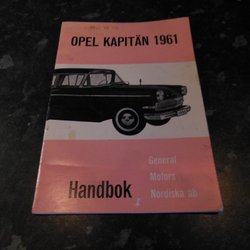 OPEL KAPITÄN 1961
General
Motors
Handbok
Nordiska ab